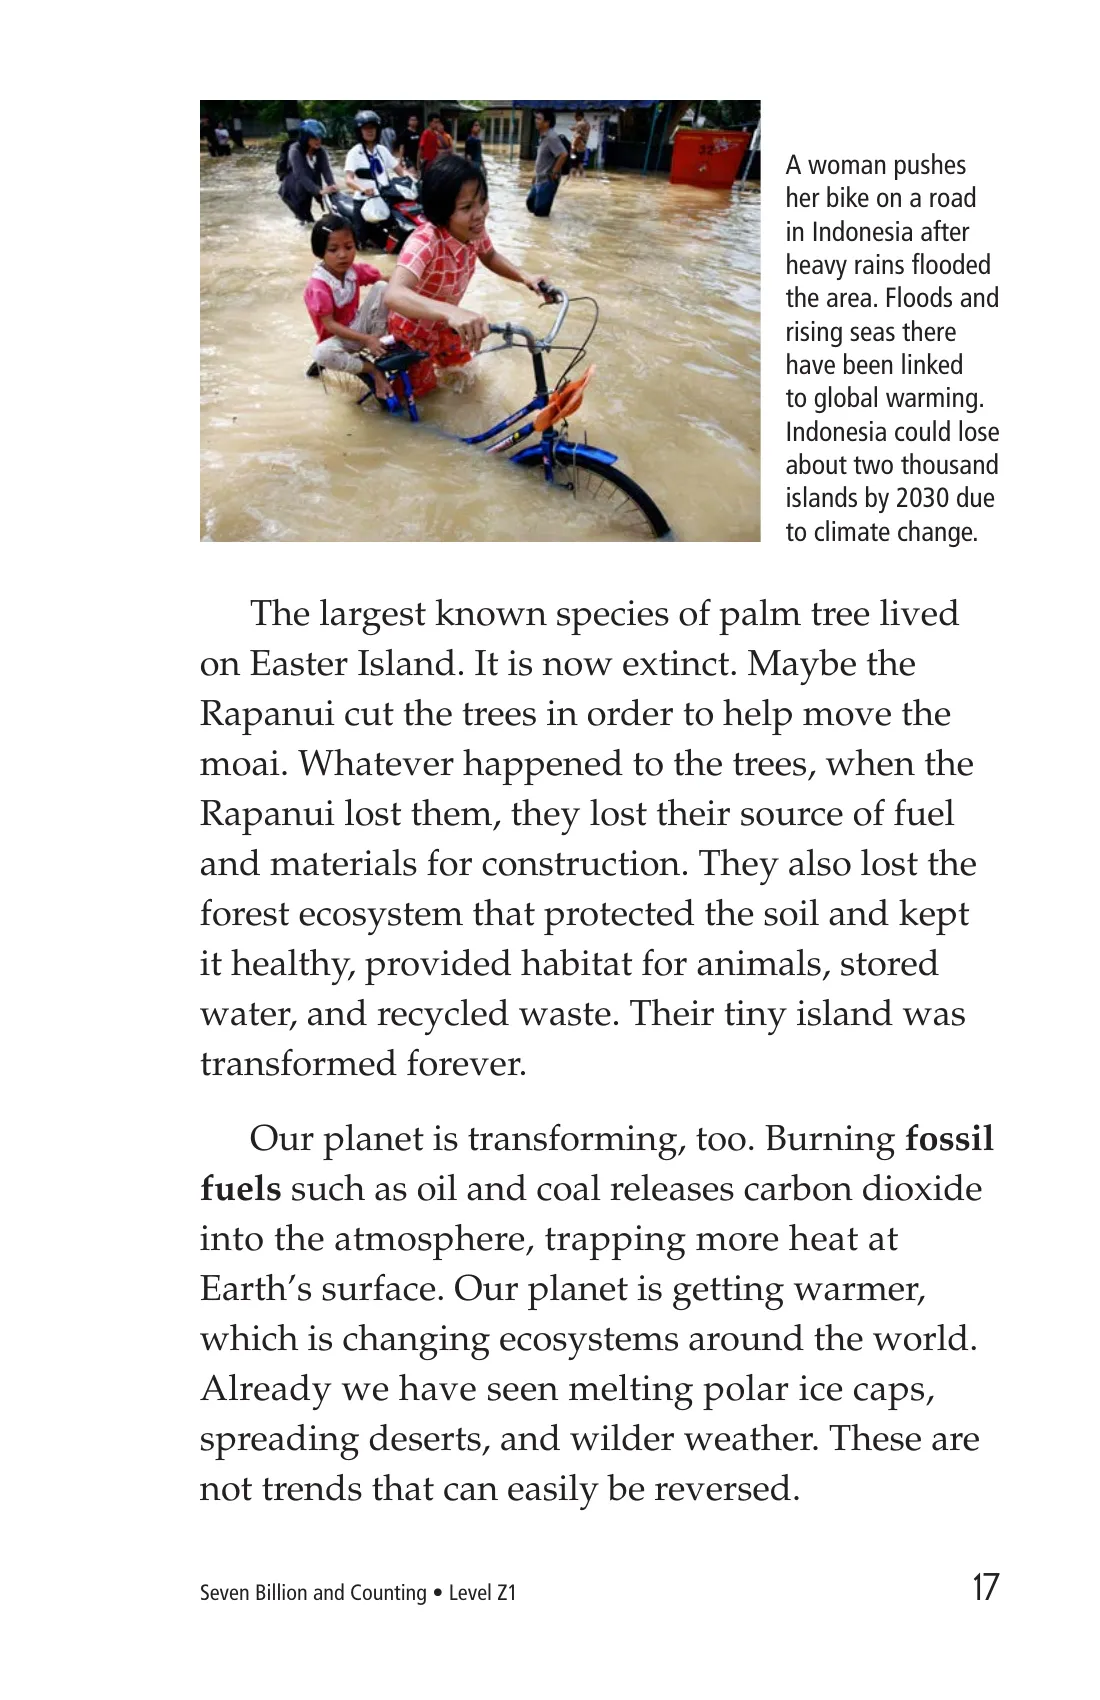 A woman pushes
her bike on a road
in Indonesia after
heavy rains flooded
the area. Floods and
rising seas there
have been linked
to global warming.
Indonesia could lose
about two thousand
islands by 2030 due
to climate change.
The largest known species of palm tree lived
on Easter Island. It is now extinct. Maybe the
Rapanui cut the trees in order to help move the
moai. Whatever happened to the trees, when the
Rapanui lost them, they lost their source of fuel
and materials for construction. They also lost the
forest ecosystem that protected the soil and kept
it healthy, provided habitat for animals, stored
water, and recycled waste. Their tiny island was
transformed forever.
Our planet is transforming, too. Burning fossil
fuels such as oil and coal releases carbon dioxide
into the atmosphere, trapping more heat at
Earth’s surface. Our planet is getting warmer,
which is changing ecosystems around the world.
Already we have seen melting polar ice caps,
spreading deserts, and wilder weather. These are
not trends that can easily be reversed.
Seven Billion and Counting • Level Z1
17